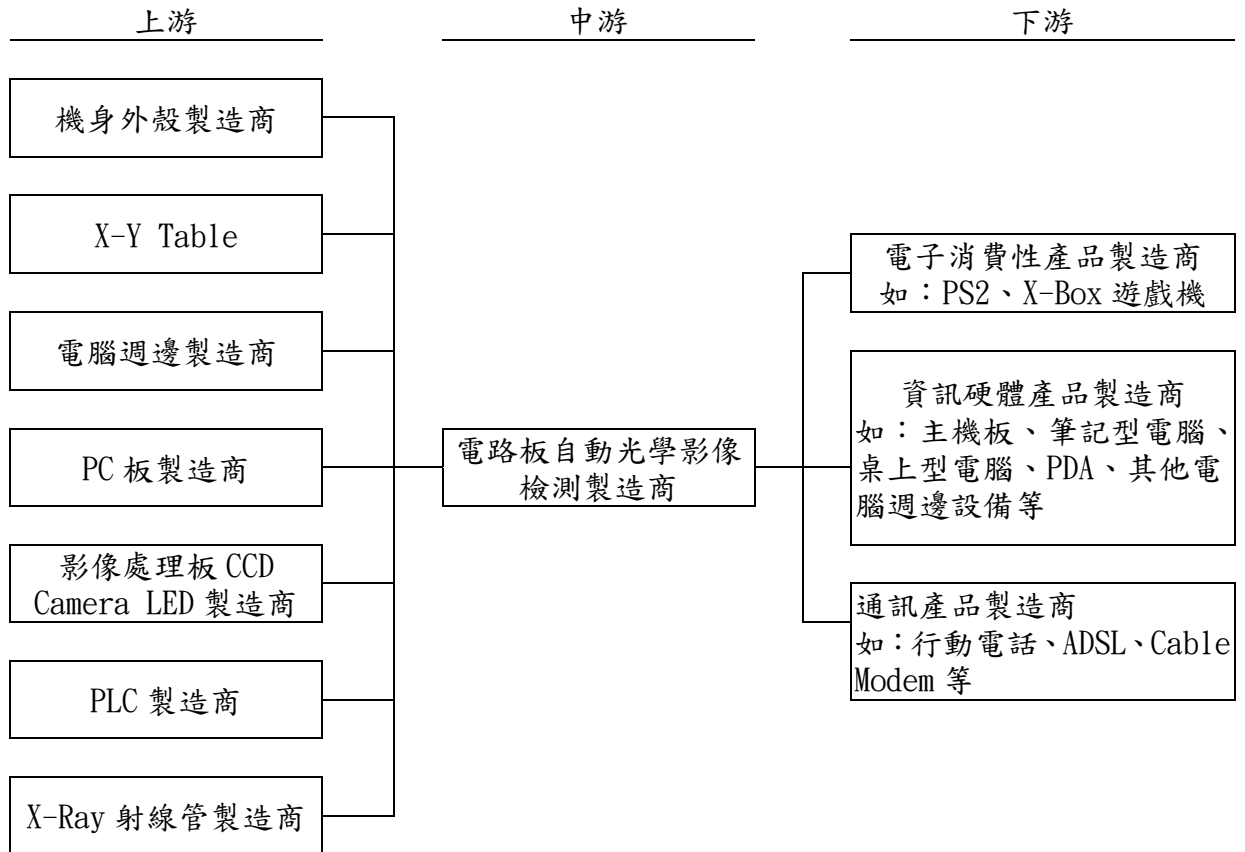 上游
中游
下游
機身外殼製造商
X-Y Table
電腦週邊製造商
PC 板製造商
影像處理板 CCD
Camera LED 製造商
PLC 製造商
X-Ray 射線管製造商
電路板自動光學影像
檢測製造商
電子消費性產品製造商
如：PS2、X-Box 遊戲機
資訊硬體產品製造商
如：主機板、筆記型電腦、
桌上型電腦、PDA、其他電
腦週邊設備等
通訊產品製造商
如：行動電話、ADSL、Cable
Modem 等